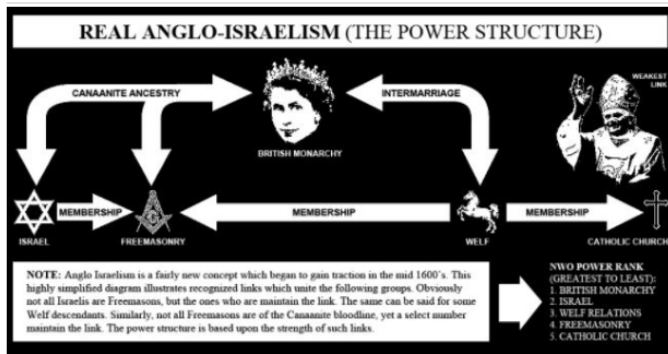 REAL ANGLO-ISRAELISM (THE POWER STRUCTURE)
CANAANITE ANCESTRY
INTERMARRIAGE
WEAKEST
LINK
BRITISH MONARCHY
MEMBERSHIP
MEMBERSHIP
MEMBERSHIP
ISRAEL
FREEMASONRY
WELF
CATHOLIC CHURCH
NOTE: Anglo Israelism is a fairly new concept which began to gain traction in the mid 1600's. This
highly simplified diagram illustrates recognized links which unite the following groups. Obviously
not all Israelis are Freemasons, but the ones who are maintain the link. The same can be said for some
Welf descendants. Similarly, not all Freemasons are of the Canaanite bloodline, yet a select number
maintain the link. The power structure is based upon the strength of such links.
NWO POWER RANK
(GREATEST TO LEAST):
1. BRITISH MONARCHY
2. ISRAEL
3. WELF RELATIONS
4. FREEMASONRY
5. CATHOLIC CHURCH